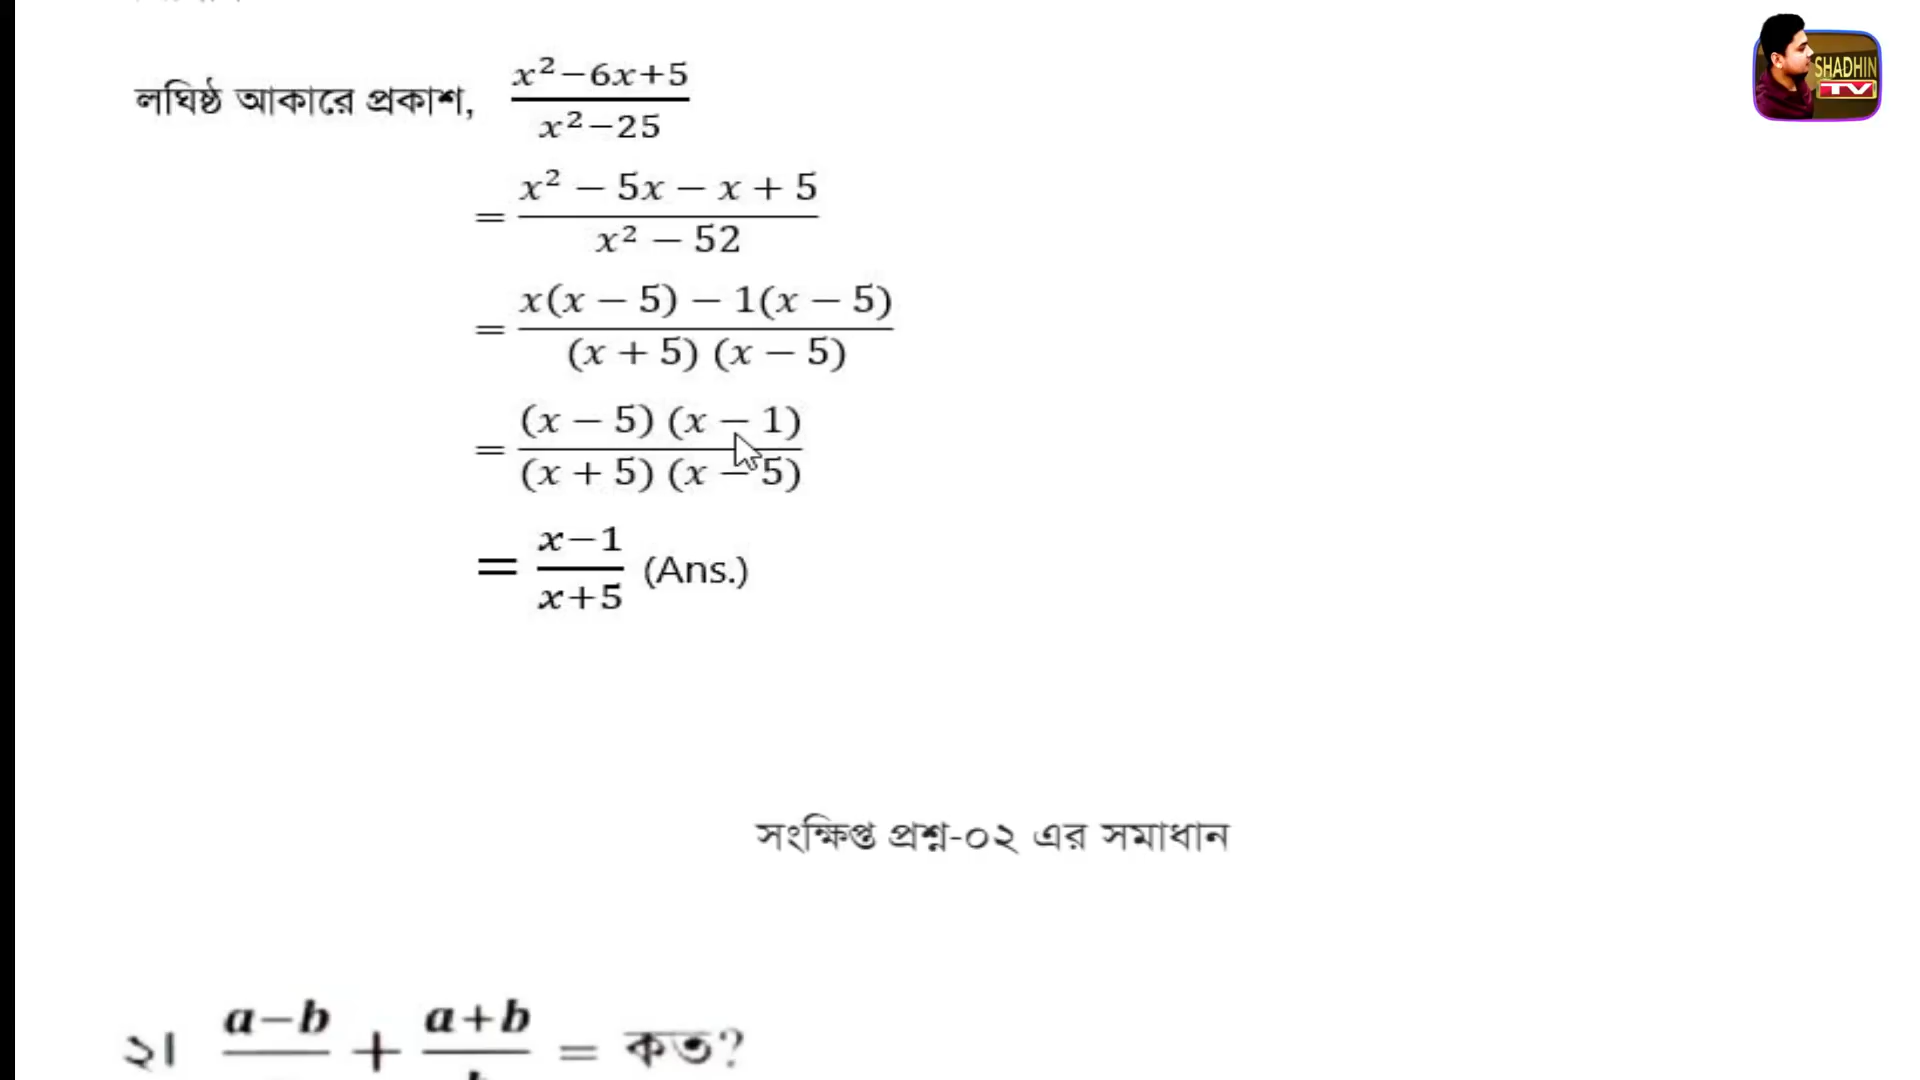 SHADHIN
TV
লঘিষ্ঠ আকারে প্রকাশ, x²−6x+5 / x²−25
= x² − 5x − x + 5 / x² − 52
= x(x − 5) − 1(x − 5) / (x + 5) (x − 5)
= (x − 5) (x − 1) / (x + 5) (x − 5)
= x−1 / x+5 (Ans.)
সংক্ষিপ্ত প্রশ্ন-০২ এর সমাধান
২। a−b + a+b = কত?